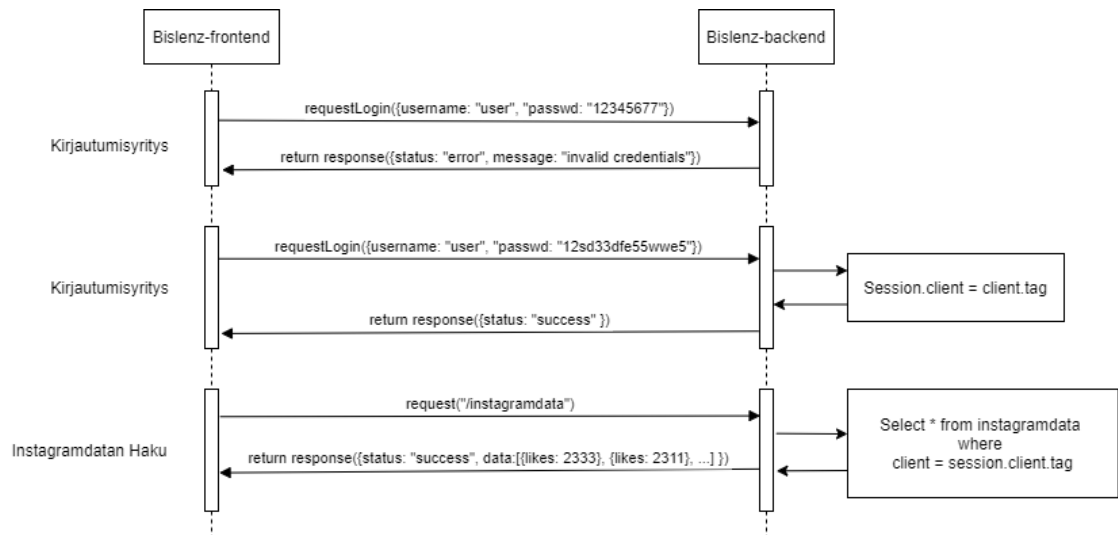 Bislenz-frontend
Bislenz-backend
requestLogin({username: "user", "passwd: "12345677"})
Kirjautumisyritys
return response({status: "error", message: "invalid credentials"})
requestLogin({username: "user", "passwd: "12sd33dfe55wwe5"})
Kirjautumisyritys
Session.client = client.tag
return response({status: "success" })
request("/instagramdata")
Select * from instagramdata
where
client = session.client.tag
Instagramdatan Haku
return response({status: "success", data:[{likes: 2333}, {likes: 2311}, ...] })